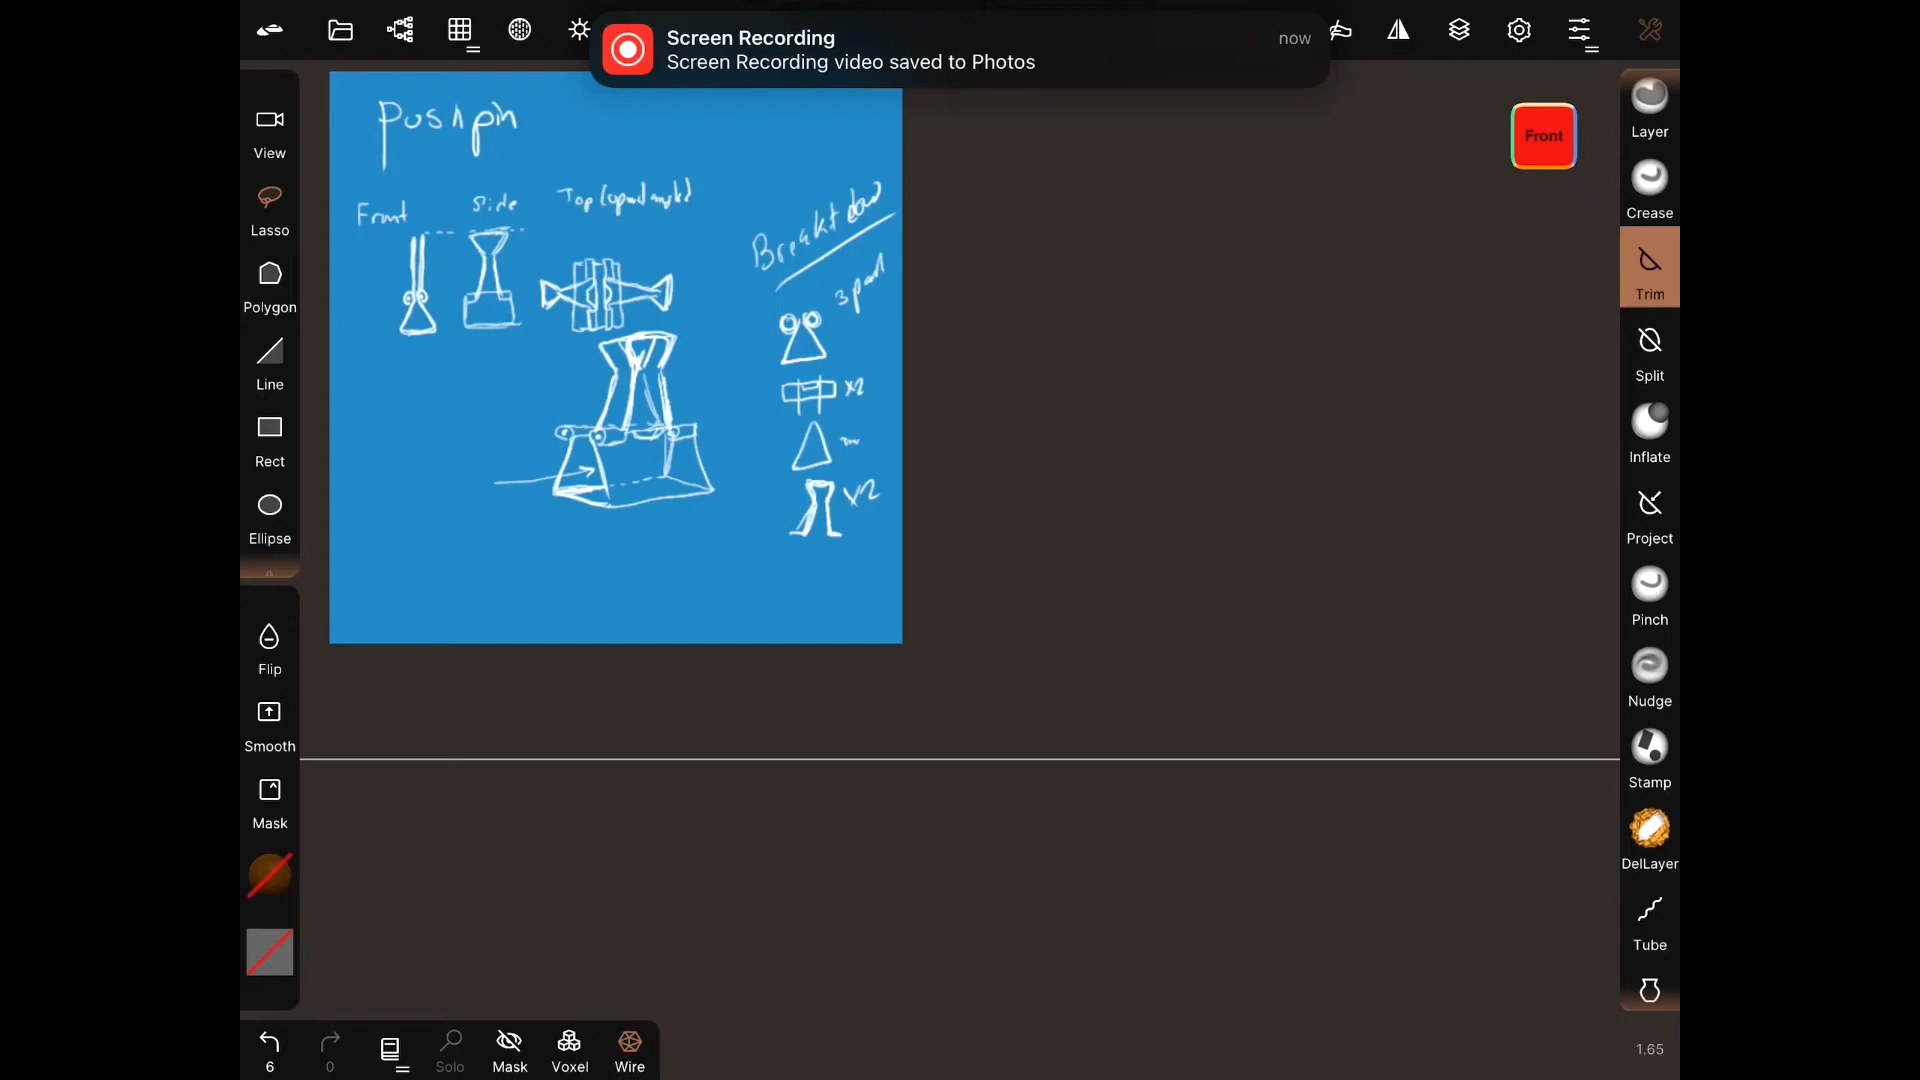 Screen Recording
now
Screen Recording video saved to Photos
View
Lasso
Polygon
Line
Rect
Ellipse
Flip
Smooth
Mask
Pushpin
Front
Side
Top
3 part
x2
x2
Front
Layer
Crease
Trim
Split
Inflate
Project
Pinch
Nudge
Stamp
DelLayer
Tube
1.65
6
0
Solo
Mask
Voxel
Wire